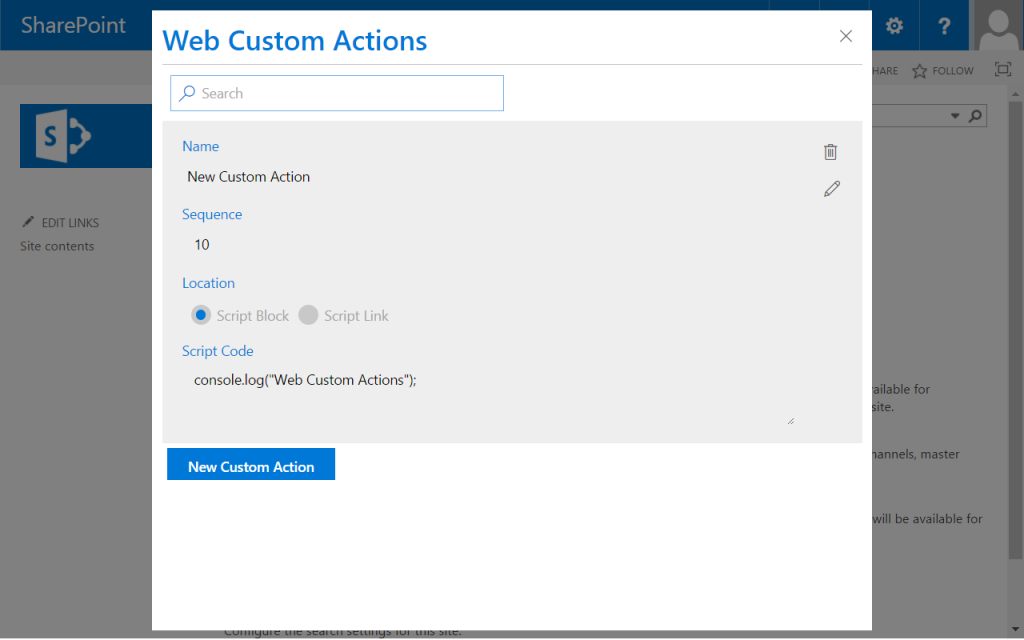 SharePoint
?
HARE
FOLLOW
S
EDIT LINKS
Site contents
Web Custom Actions
Search
Name
New Custom Action
Sequence
10
Location
Script Block Script Link
Script Code
console.log("Web Custom Actions");
New Custom Action
ailable for
site.
hannels, master
will be available for
Configure the search settings for this site.